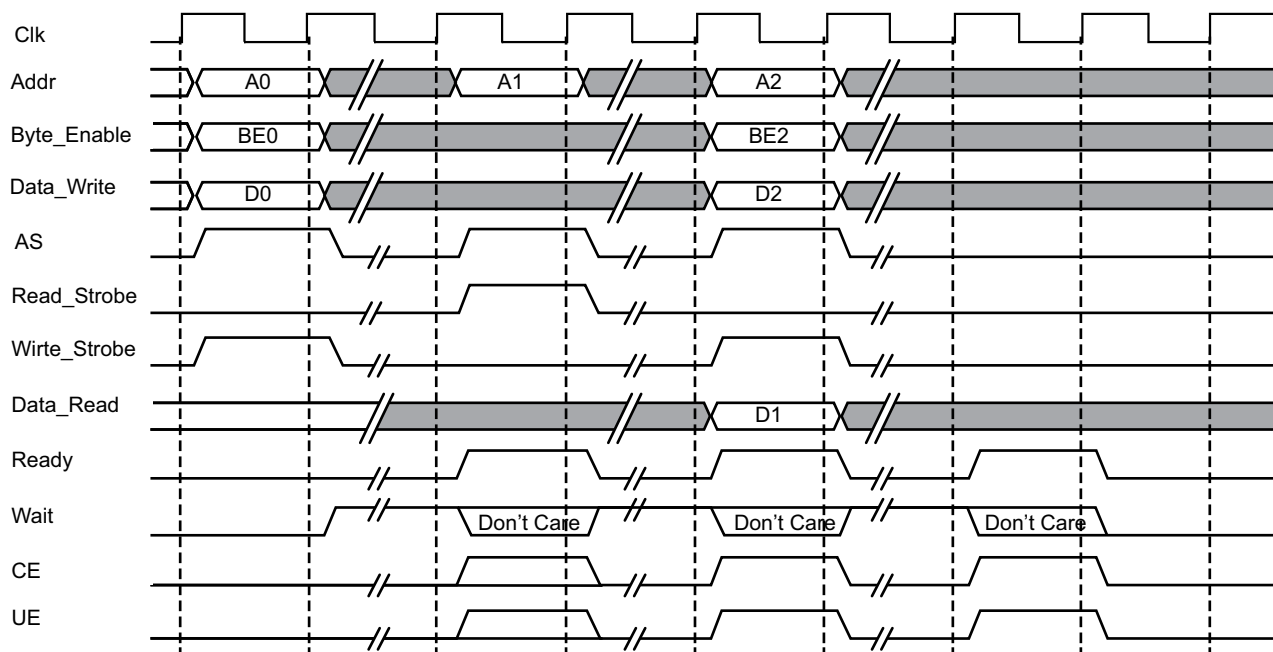 Clk
Addr A0 A1 A2
Byte_Enable BE0 BE2
Data_Write D0 D2
AS
Read_Strobe
Wirte_Strobe
Data_Read D1
Ready
Wait Don't Care Don't Care Don't Care
CE
UE